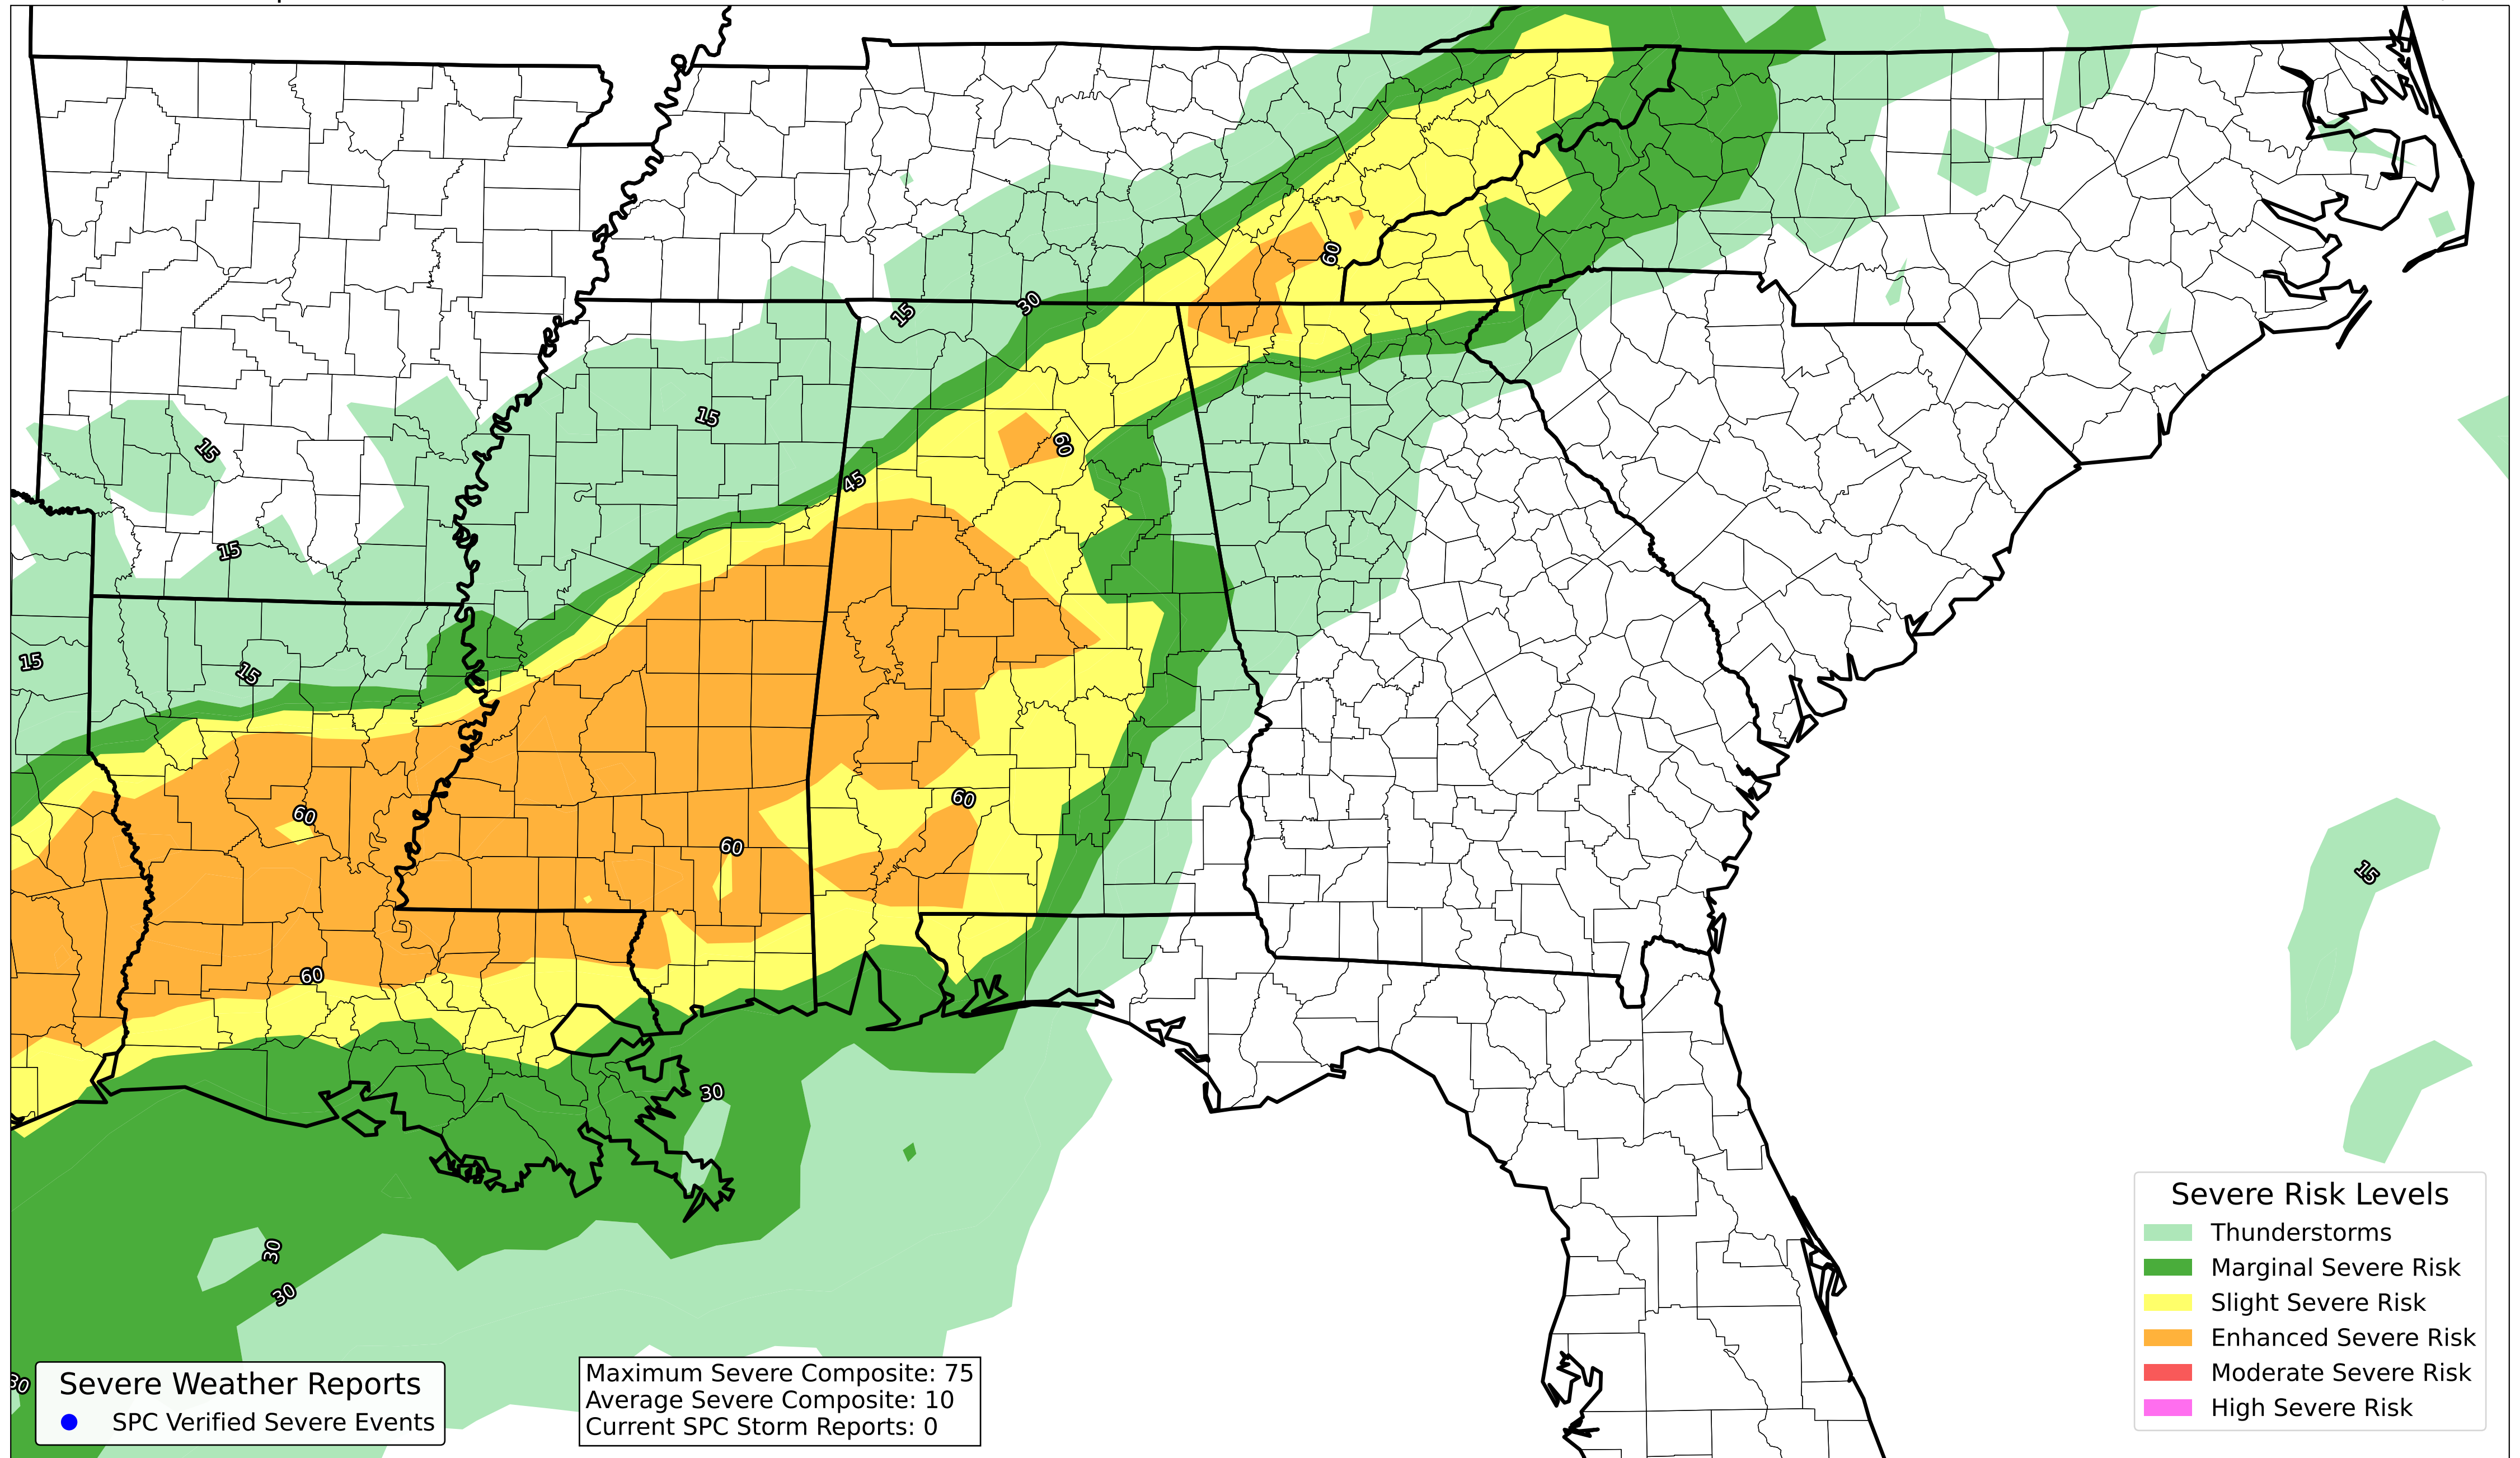 15
30
60
15
15
45
60
15
15
15
60
60
60
60
15
30
30
30
Severe Risk Levels
Thunderstorms
Marginal Severe Risk
Slight Severe Risk
Enhanced Severe Risk
Moderate Severe Risk
High Severe Risk
Severe Weather Reports
SPC Verified Severe Events
Maximum Severe Composite: 75
Average Severe Composite: 10
Current SPC Storm Reports: 0